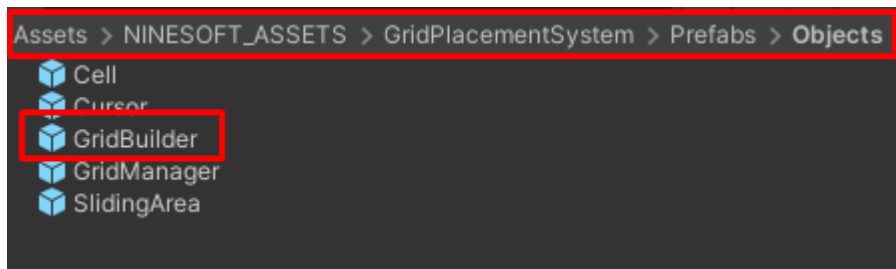 Assets > NINESOFT_ASSETS > GridPlacementSystem > Prefabs > Objects
Cell
Cursor
GridBuilder
GridManager
SlidingArea